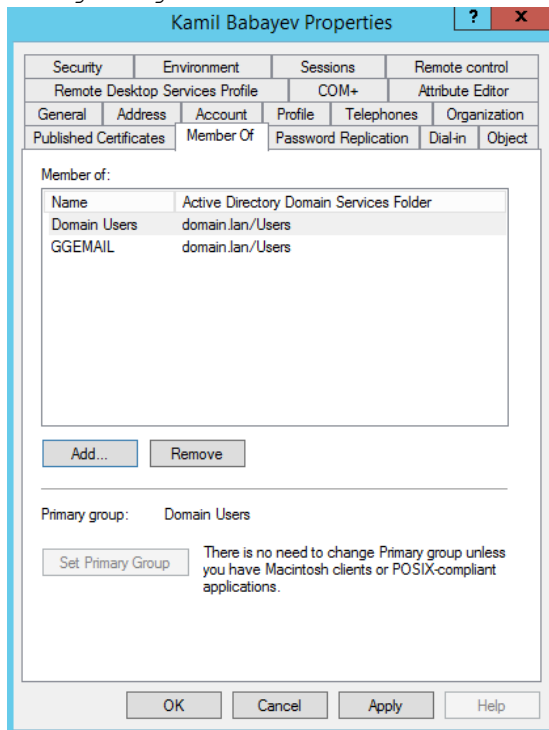 Kamil Babayev Properties
?
x
Security Environment Sessions Remote control
Remote Desktop Services Profile COM+ Attribute Editor
General Address Account Profile Telephones Organization
Published Certificates Member Of Password Replication Dial-in Object
Member of:
Name Active Directory Domain Services Folder
Domain Users domain.lan/Users
GGEMAIL domain.lan/Users
Add... Remove
Primary group: Domain Users
Set Primary Group
There is no need to change Primary group unless
you have Macintosh clients or POSIX-compliant
applications.
OK Cancel Apply Help